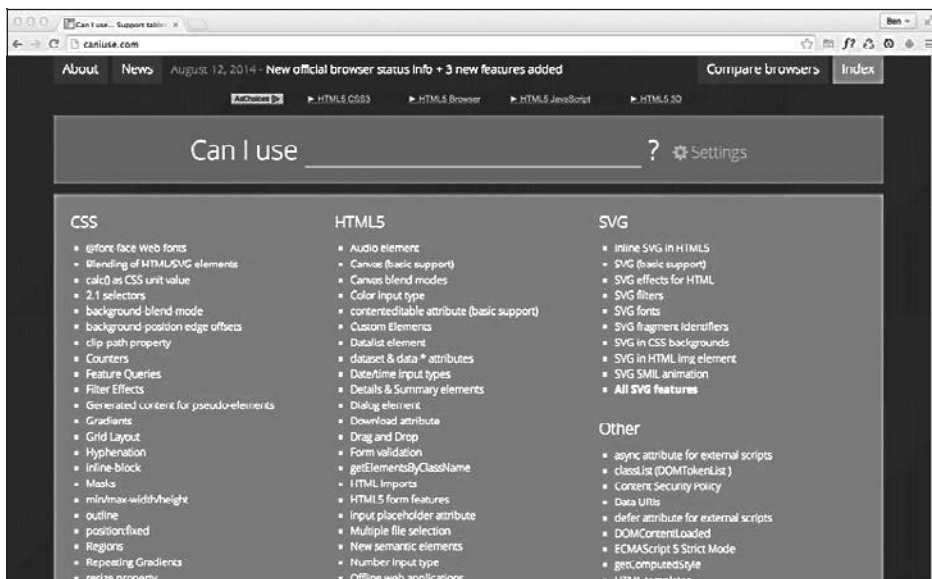 Can I use... Support tables
Ben
caniuse.com
About News August 12, 2014 - New official browser status info + 3 new features added Compare browsers Index
AdChoices ► HTML5 CSS3 ► HTML5 Browser ► HTML5 JavaScript ► HTML5 3D
Can I use ? Settings
CSS
@font-face Web fonts
Blending of HTML/SVG elements
calc() as CSS unit value
2.1 selectors
background-blend-mode
background-position edge offsets
clip-path property
Counters
Feature Queries
Filter Effects
Generated content for pseudo-elements
Gradients
Grid Layout
Hyphenation
inline-block
Masks
min/max-width/height
outline
position:fixed
Regions
Repeating Gradients
resize property
HTML5
Audio element
Canvas (basic support)
Canvas blend modes
Color input type
contenteditable attribute (basic support)
Custom Elements
Datalist element
dataset & data-* attributes
Date/time input types
Details & Summary elements
Dialog element
Download attribute
Drag and Drop
Form validation
getElementsByClassName
HTML Imports
HTML5 form features
input placeholder attribute
Multiple file selection
New semantic elements
Number input type
Offline web applications
SVG
Inline SVG in HTML5
SVG (basic support)
SVG effects for HTML
SVG filters
SVG fonts
SVG fragment identifiers
SVG in CSS backgrounds
SVG in HTML img element
SVG SMIL animation
All SVG features
Other
async attribute for external scripts
classList (DOMTokenList )
Content Security Policy
Data URIs
defer attribute for external scripts
DOMContentLoaded
ECMAScript 5 Strict Mode
getComputedStyle
HTML templates